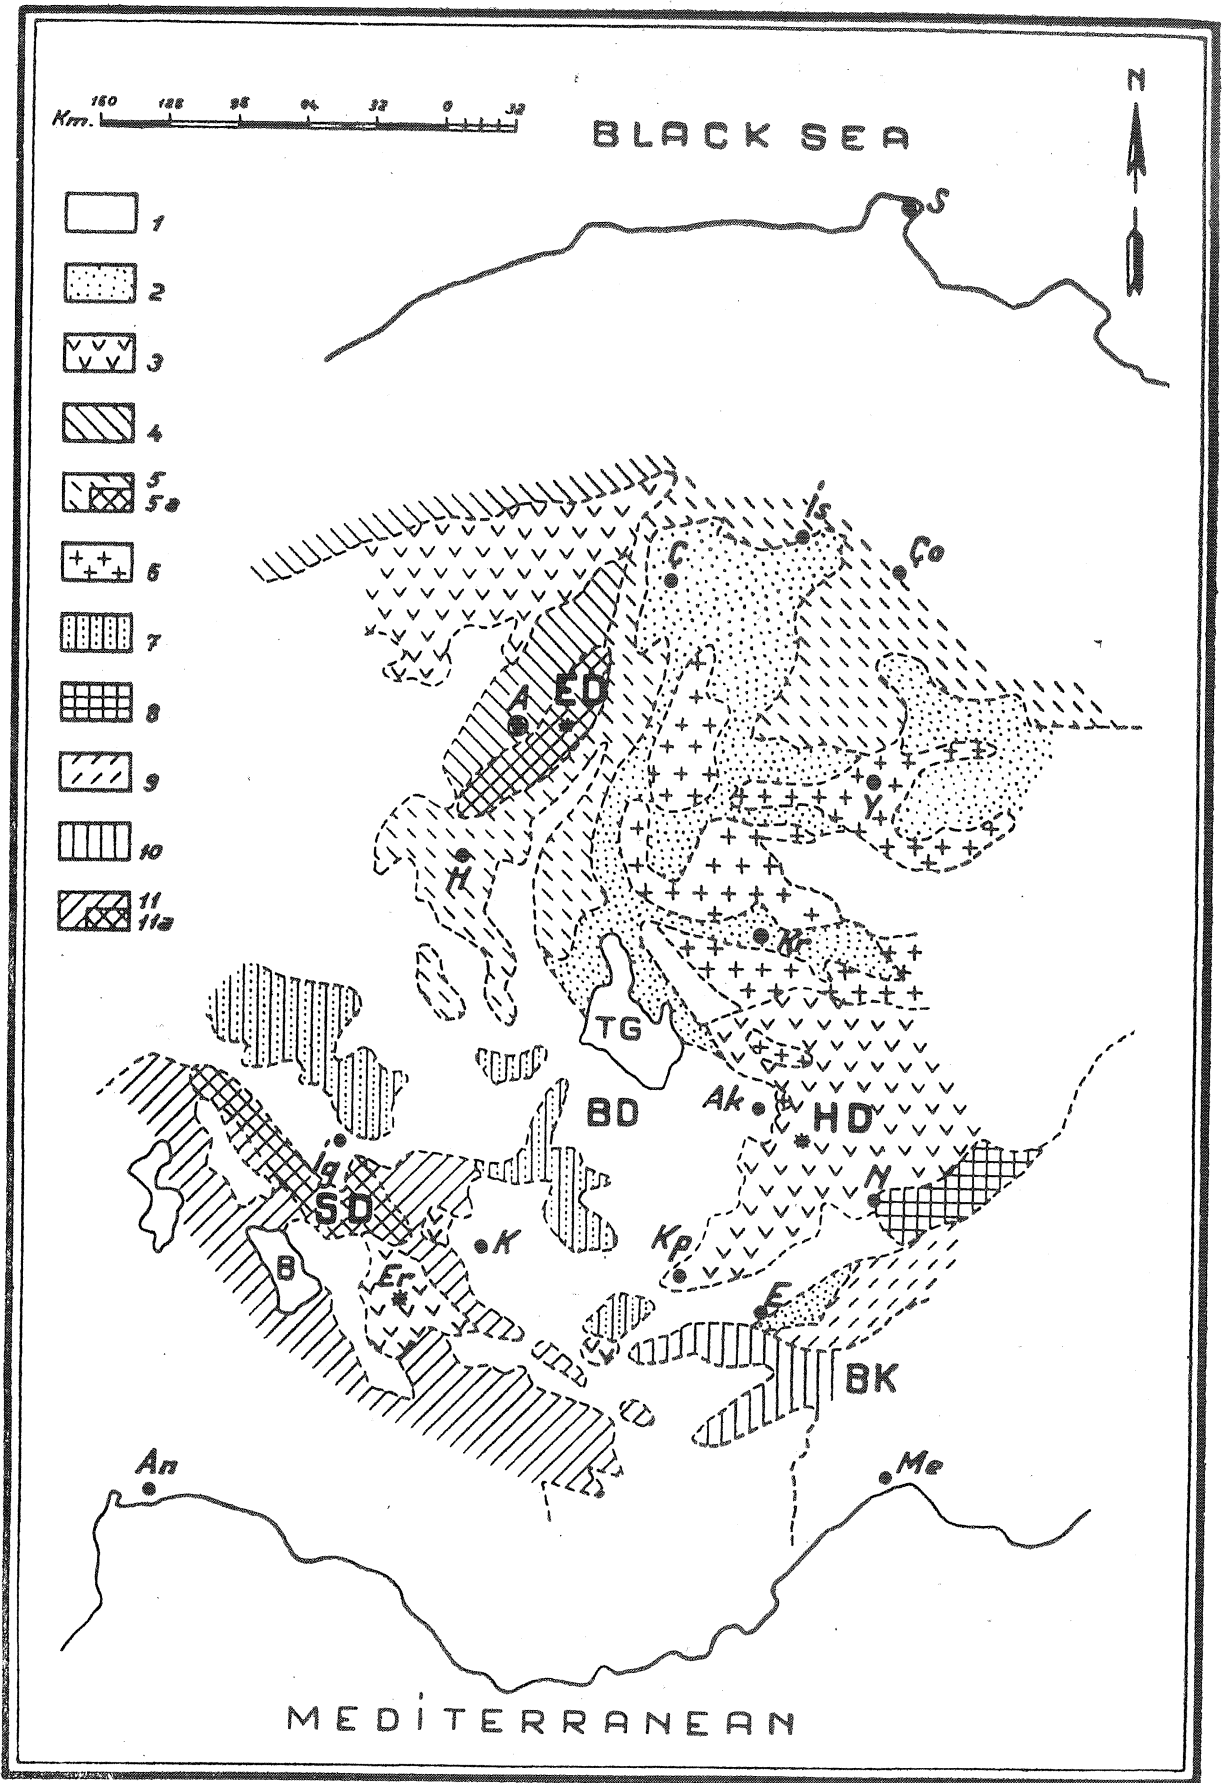 160 128 96 64 32 0 32
Km.
N
BLACK SEA
S
1
2
3
4
5
5a
6
7
8
9
10
11
11a
İs
Ç
Ço
A
ED
Y
H
Kr
TG
BD
Ak
HD
İg
SD
N
K
Kp
B
Er
E
BK
An
Me
MEDİTERRANEAN